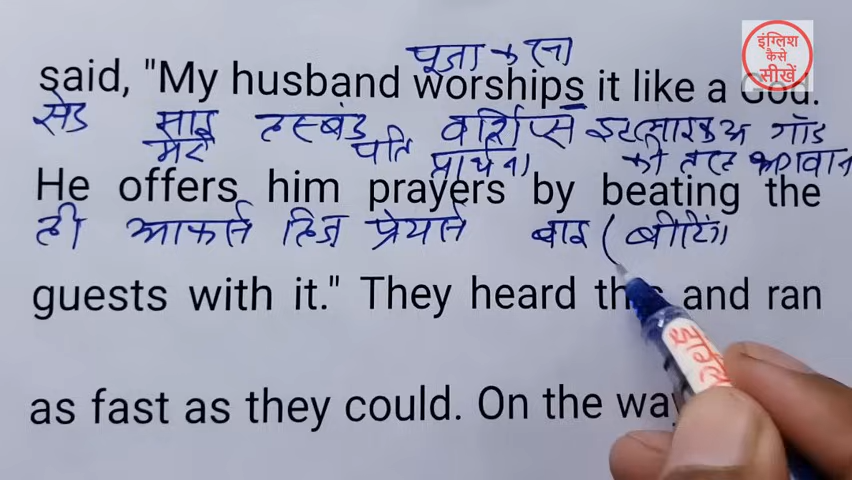 इंग्लिश
कैसे
सीखें
पूजा करना
said, "My husband worships it like a God.
सेड माइ हस्बंड वर्शिप्स इट लाइक अ गॉड
मेरे पति प्रार्थना की तरह भगवान
He offers him prayers by beating the
ही आफर्स हिज प्रेयर्स बाइ (बीटिंग)
guests with it." They heard this and ran
as fast as they could. On the way